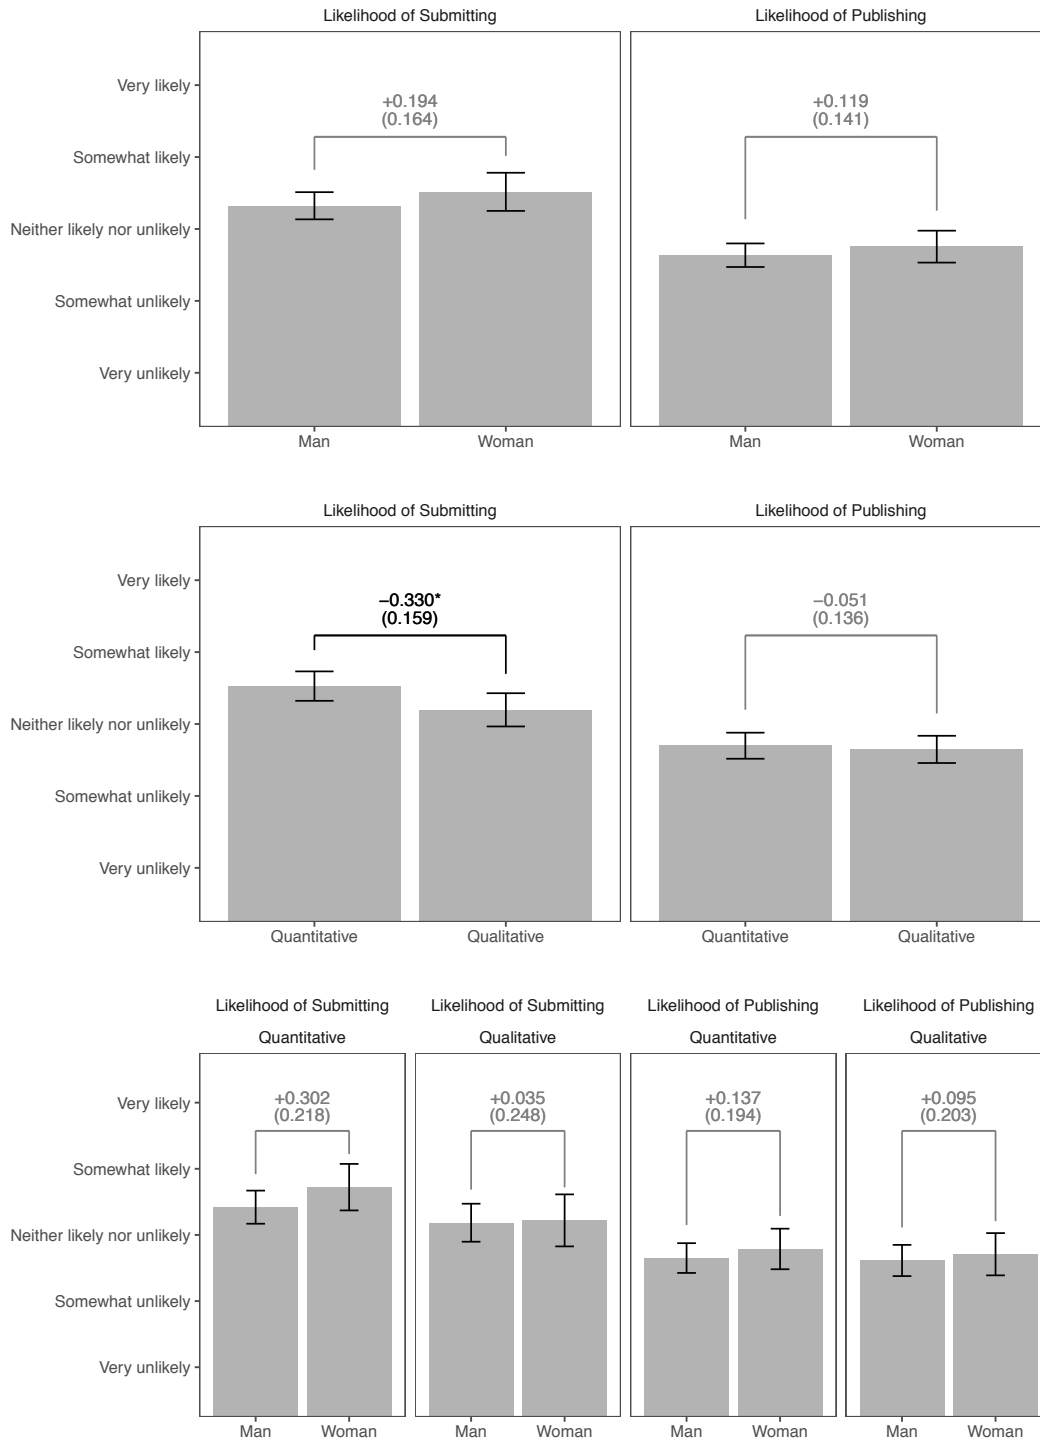 Likelihood of Submitting
Likelihood of Publishing
Very likely
Somewhat likely
Neither likely nor unlikely
Somewhat unlikely
Very unlikely
+0.194
(0.164)
+0.119
(0.141)
Man
Woman
Man
Woman
Likelihood of Submitting
Likelihood of Publishing
Very likely
Somewhat likely
Neither likely nor unlikely
Somewhat unlikely
Very unlikely
−0.330*
(0.159)
−0.051
(0.136)
Quantitative
Qualitative
Quantitative
Qualitative
Likelihood of Submitting
Quantitative
Likelihood of Submitting
Qualitative
Likelihood of Publishing
Quantitative
Likelihood of Publishing
Qualitative
Very likely
Somewhat likely
Neither likely nor unlikely
Somewhat unlikely
Very unlikely
+0.302
(0.218)
+0.035
(0.248)
+0.137
(0.194)
+0.095
(0.203)
Man
Woman
Man
Woman
Man
Woman
Man
Woman